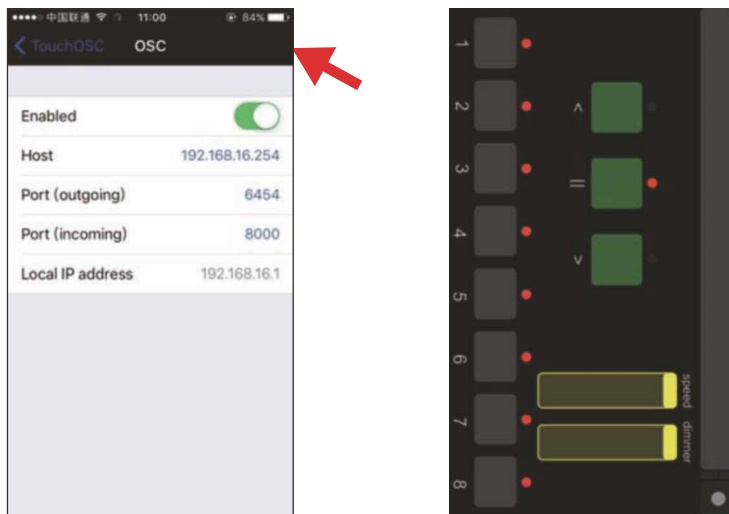 ●●●●○ 中国联通 11:00 84%
TouchOSC OSC
Enabled
Host 192.168.16.254
Port (outgoing) 6454
Port (incoming) 8000
Local IP address 192.168.16.1
1
2
3
4
5
6
7
8
<
=
>
speed
dimmer